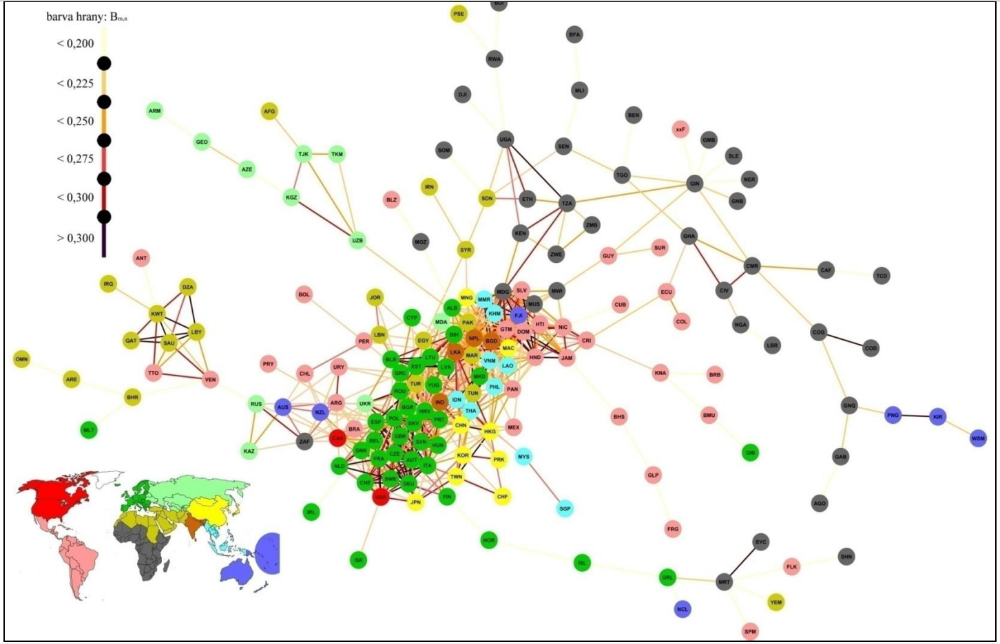 barva hrany: Bm,n
< 0,200
< 0,225
< 0,250
< 0,275
< 0,300
> 0,300
PSE
BDI
BFA
RWA
MLI
DJI
ARM
AFG
BEN
xxF
GEO
UGA
GMB
SEN
SOM
TJK
TKM
SLE
AZE
TGO
NER
GIN
IRN
KGZ
BLZ
SDN
ETH
TZA
GNB
ZMB
KEN
GHA
UZB
MOZ
SYR
ZWE
GUY
SUR
ANT
CMR
CAF
TCD
IRQ
DZA
BOL
JOR
MNG
MMR
MDG
SLV
MWI
CIV
ECU
CUB
MUS
ALB
KWT
CYP
MDA
PAK
KHM
FJI
COL
NGA
HTI
NIC
GTM
DOM
LBY
COG
LBN
BIH
NPL
BGD
QAT
SAU
PER
EGY
CRI
LBR
COD
MAC
LKA
MAR
OMN
BLR
LTU
VNM
HND
JAM
PRY
EST
LVA
LAO
URY
CHL
GRC
TTO
VEN
KNA
BRB
ARE
TUR
YUG
MKD
PHL
PAN
BHR
ROU
TUN
RUS
AUS
ARG
UKR
IND
IDN
GNQ
NZL
BGR
HRV
THA
PNG
KIR
BHS
BMU
MLT
ESP
POL
SKV
PRT
CHN
HKG
MEX
BRA
WSM
ZAF
CAN
BEL
GBR
SVN
HUN
KAZ
DNK
FRA
CZE
AUT
KOR
PRK
MYS
GIB
GAB
NLD
ITA
GLP
CHE
SWE
DEU
TWN
USA
JPN
FIN
CHF
AGO
IRL
SGP
FRG
NOR
SYC
ISR
ISL
SHN
FLK
GRL
MRT
NCL
YEM
SPM